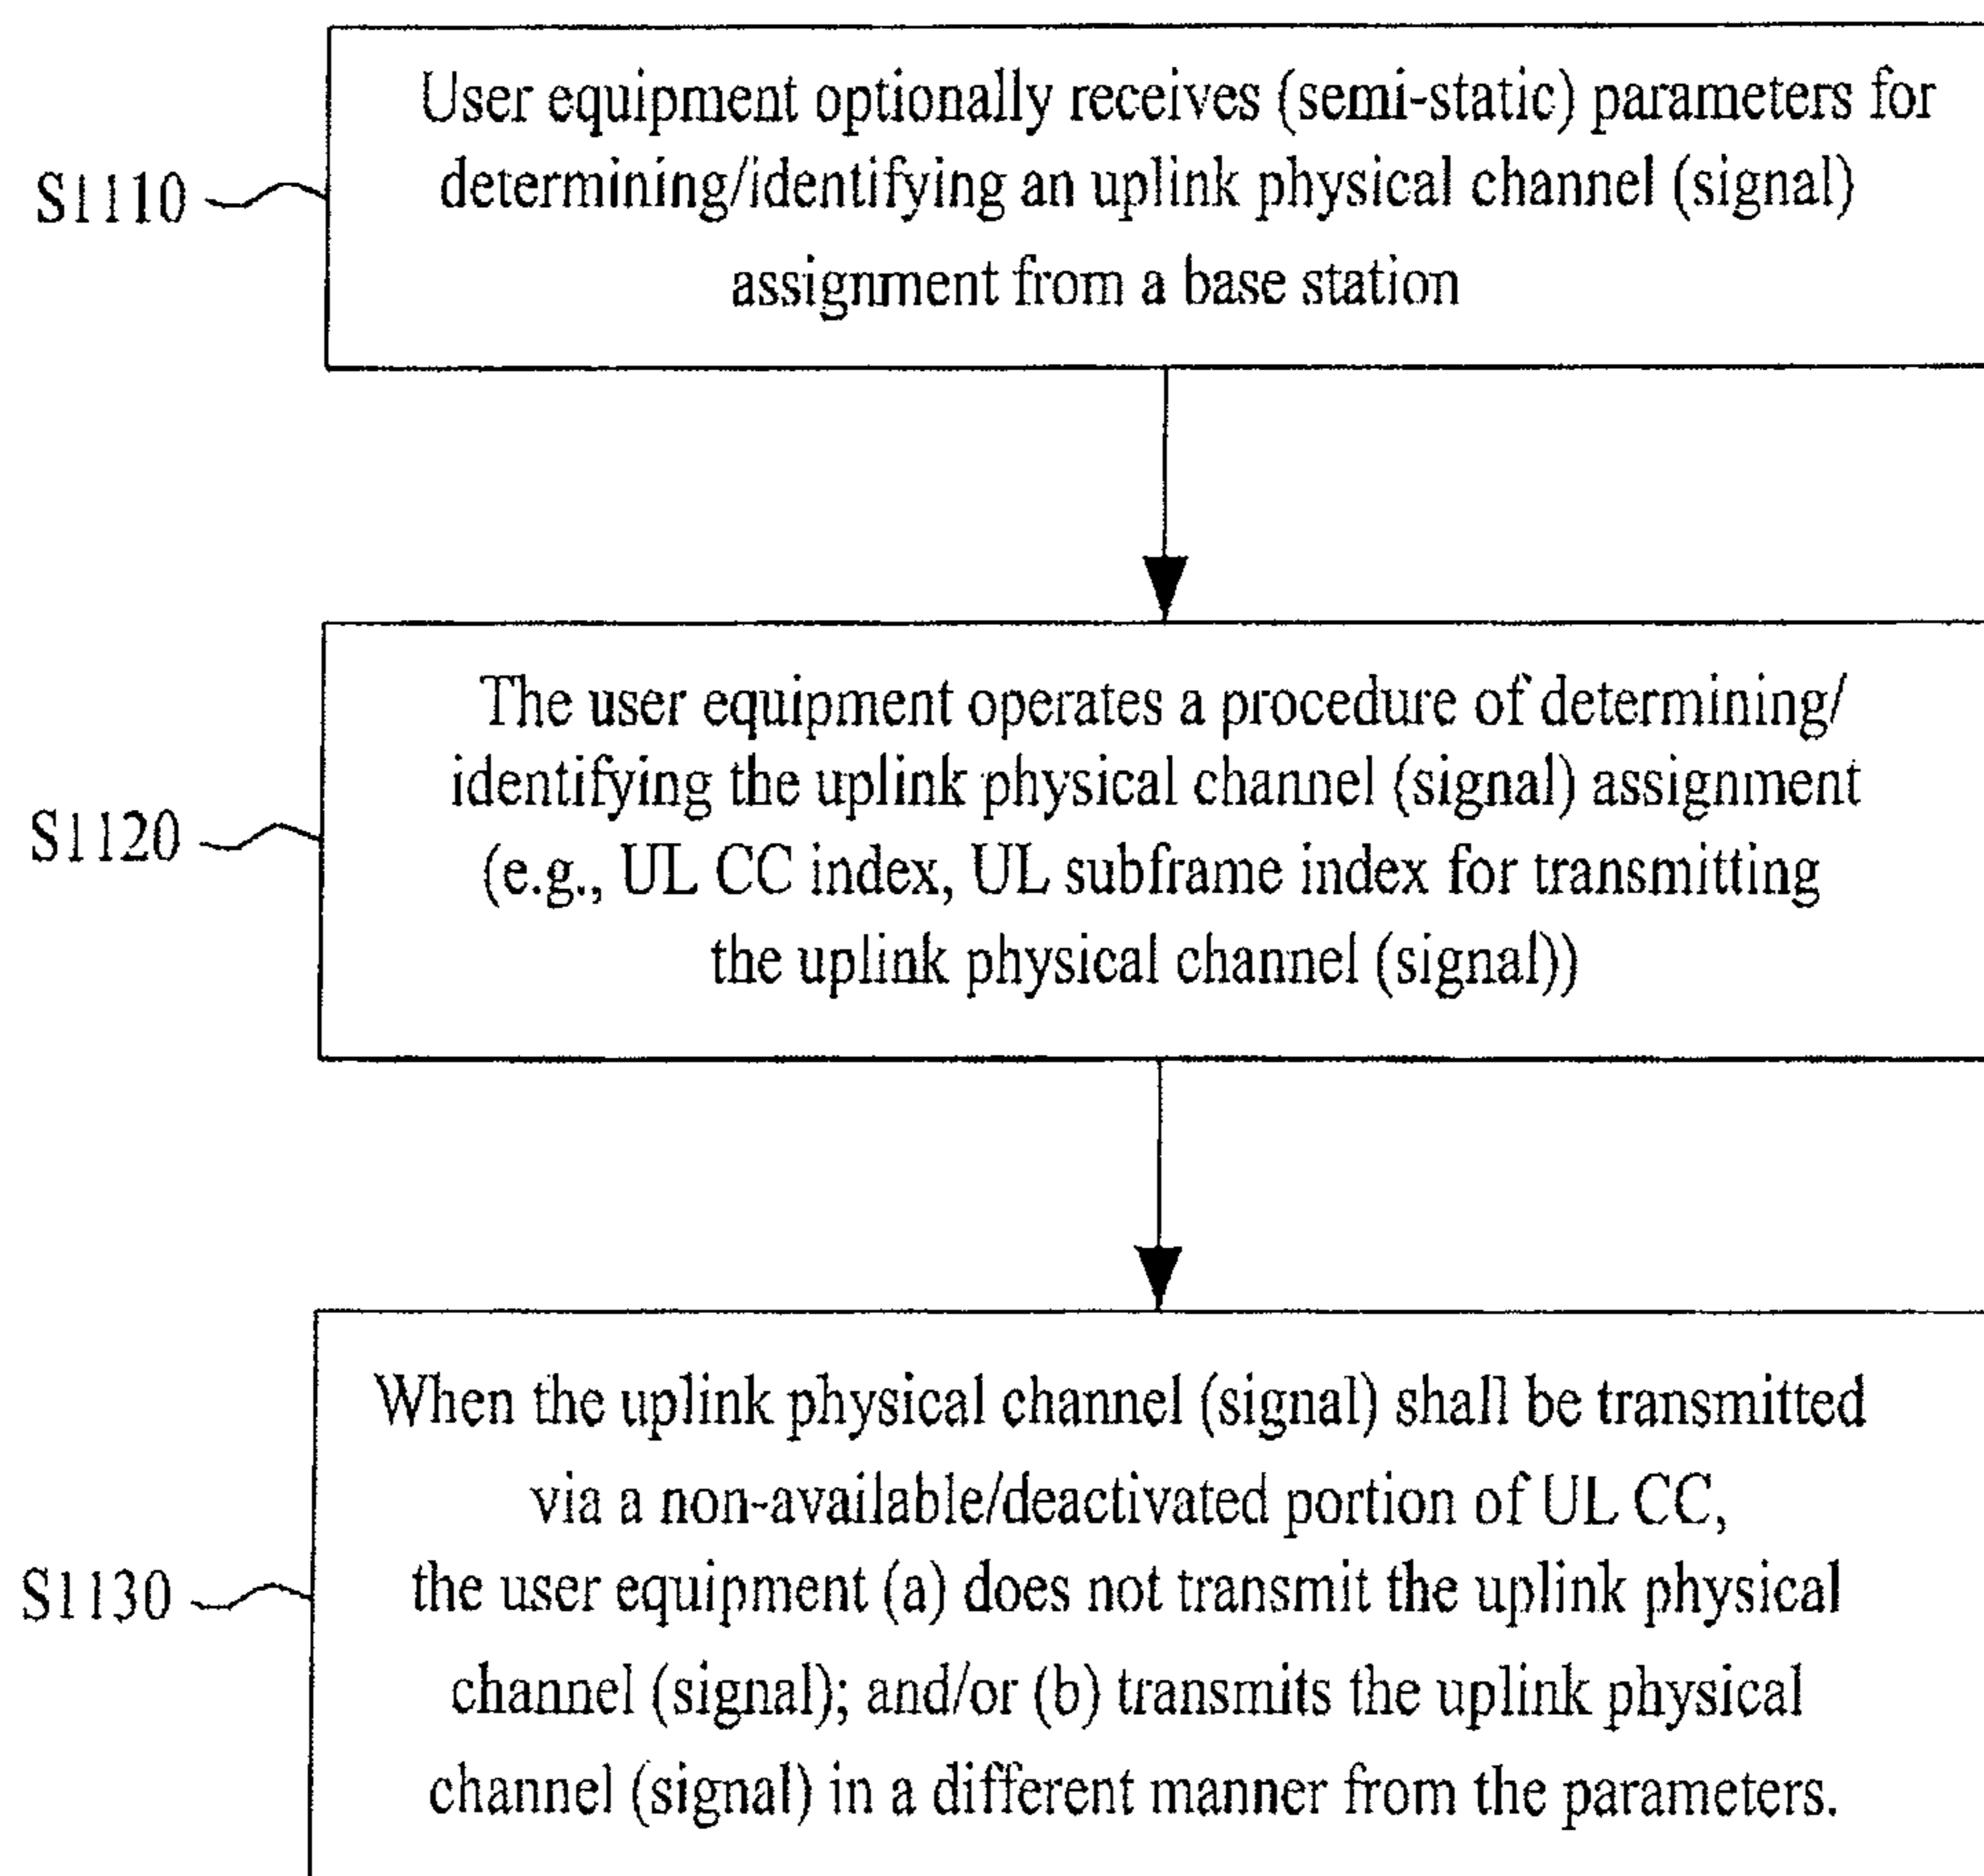 User equipment optionally receives (semi-static) parameters for
determining/identifying an uplink physical channel (signal)
S1110
assignment from a base station
The user equipment operates a procedure of determining/
identifying the uplink physical channel (signal) assignment
S1120
(e.g., UL CC index, UL subframe index for transmitting
the uplink physical channel (signal))
When the uplink physical channel (signal) shall be transmitted
via a non-available/deactivated portion of UL CC,
S1130
the user equipment (a) does not transmit the uplink physical
channel (signal); and/or (b) transmits the uplink physical
channel (signal) in a different manner from the parameters.